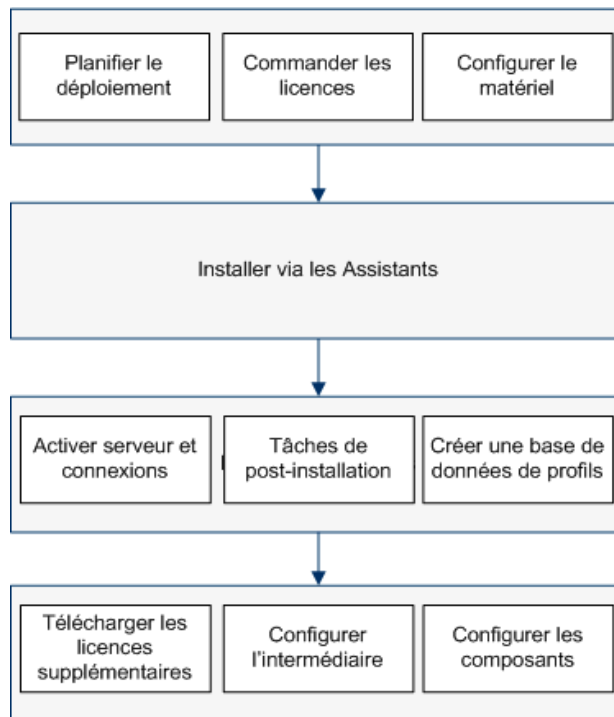 Planifier le
déploiement
Commander les
licences
Configurer le
matériel
Installer via les Assistants
Activer serveur et
connexions
Tâches de
post-installation
Créer une base de
données de profils
Télécharger les
licences
supplémentaires
Configurer
l'intermédiaire
Configurer les
composants